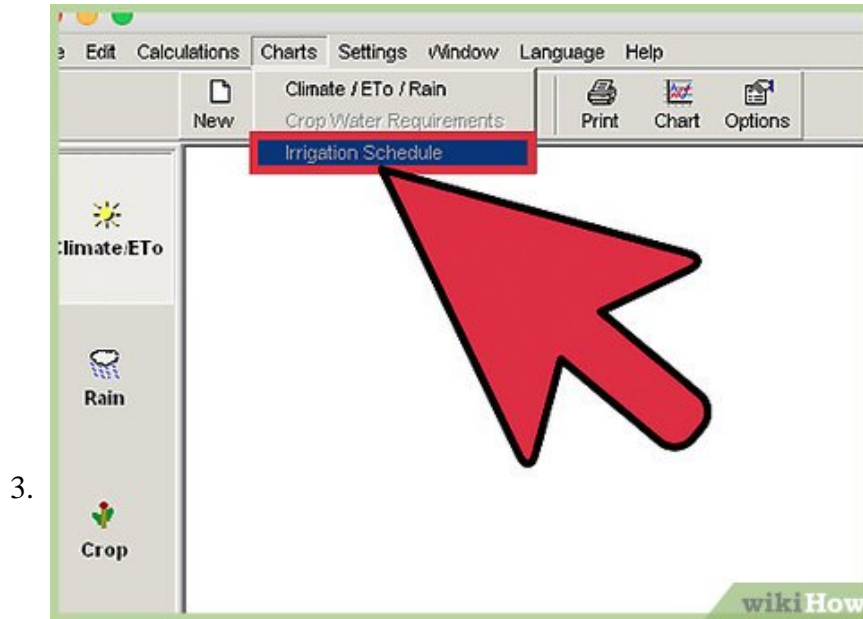 Edit Calculations Charts Settings Window Language Help
New Climate / ETo / Rain Print Chart Options
Crop Water Requirements
Irrigation Schedule
Climate/ETo
Rain
3.
Crop
wikiHow